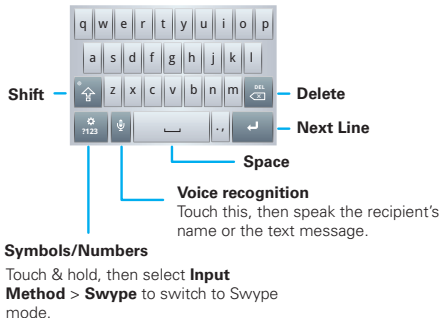 q w e r t y u i o p
a s d f g h j k l
Shift
z x c v b n m DEL
Delete
?123 . ,
Next Line
Space
Voice recognition
Touch this, then speak the recipient's
name or the text message.
Symbols/Numbers
Touch & hold, then select Input
Method > Swype to switch to Swype
mode.